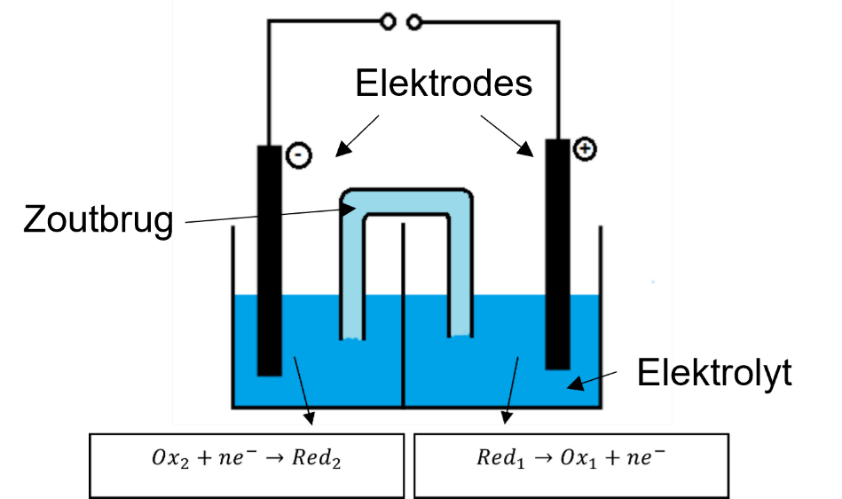 Elektrodes
-
+
Zoutbrug
Elektrolyt
Ox₂ + ne⁻ → Red₂
Red₁ → Ox₁ + ne⁻